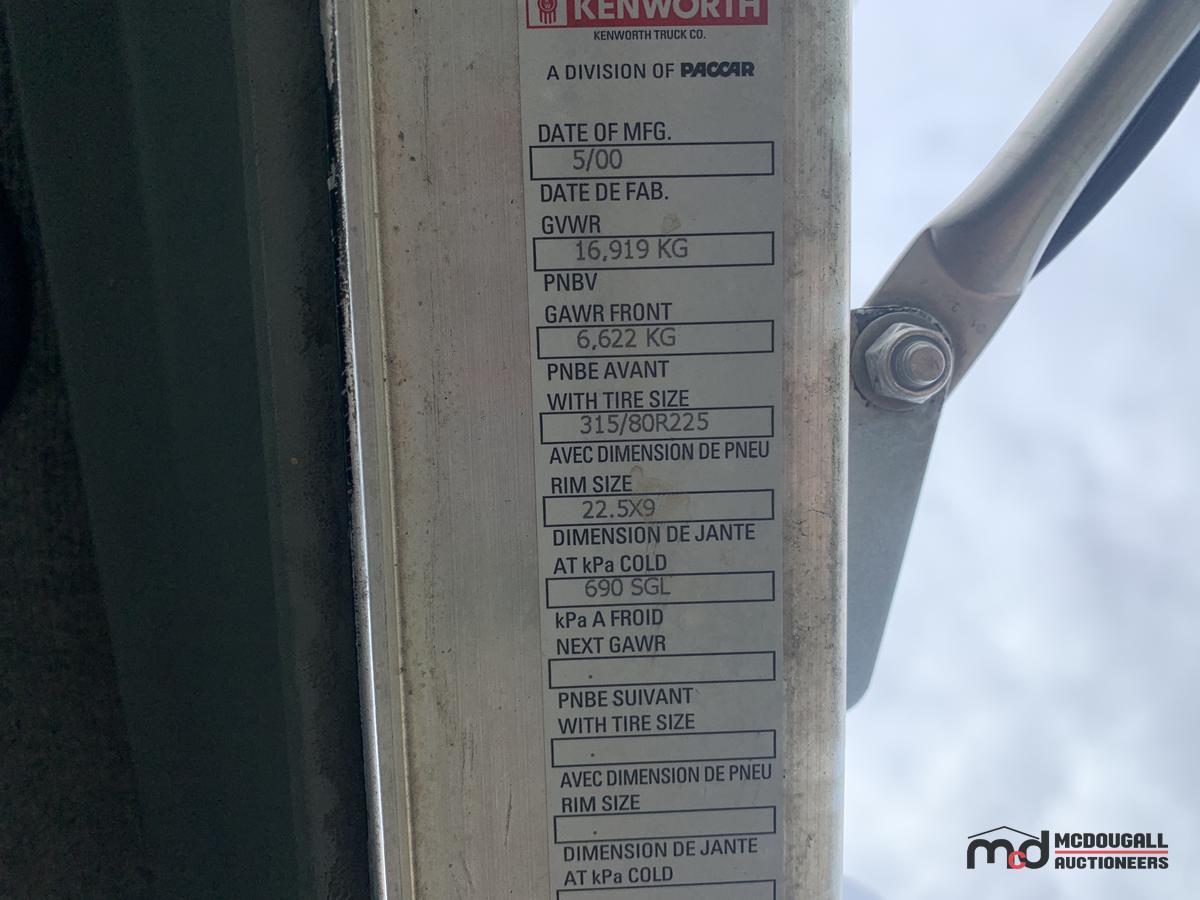 KENWORTH
KENWORTH TRUCK CO.
A DIVISION OF PACCAR
DATE OF MFG.
5/00
DATE DE FAB.
GVWR
16,919 KG
PNBV
GAWR FRONT
6,622 KG
PNBE AVANT
WITH TIRE SIZE
315/80R225
AVEC DIMENSION DE PNEU
RIM SIZE
22.5X9
DIMENSION DE JANTE
AT kPa COLD
690 SGL
kPa A FROID
NEXT GAWR
.
PNBE SUIVANT
WITH TIRE SIZE
.
AVEC DIMENSION DE PNEU
RIM SIZE
.
DIMENSION DE JANTE
AT kPa COLD
mcd MCDOUGALL
AUCTIONEERS